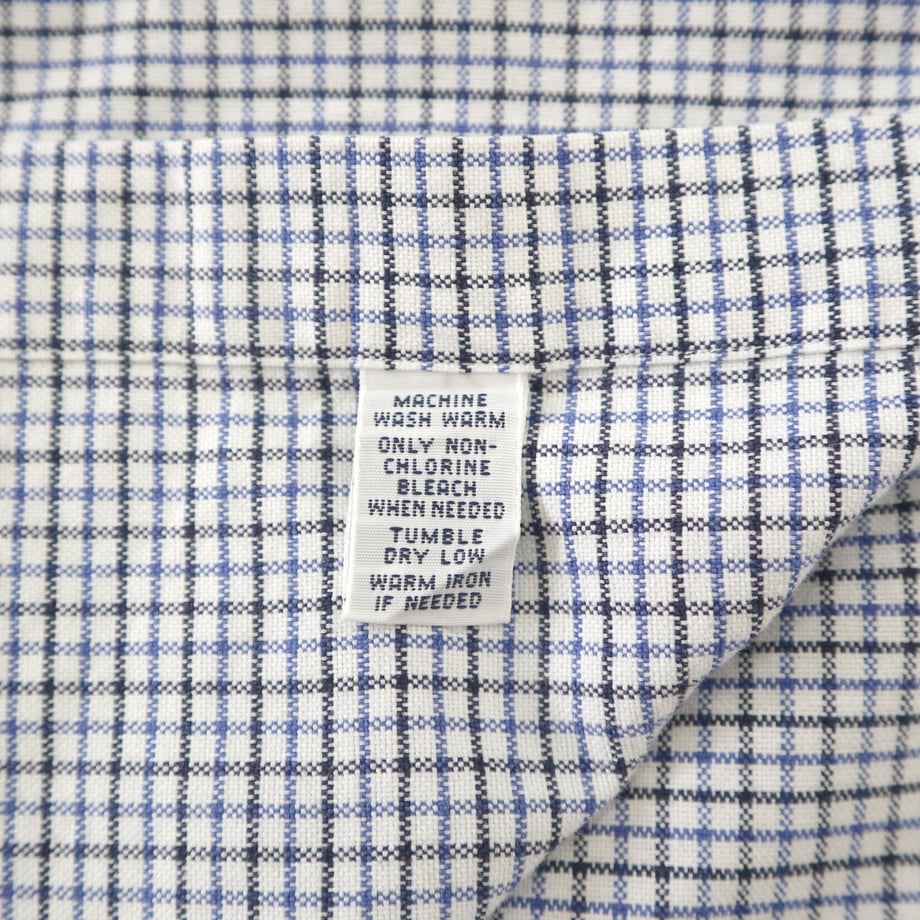 MACHINE
WASH WARM
ONLY NON-
CHLORINE
BLEACH
WHEN NEEDED
TUMBLE
DRY LOW
WARM IRON
IF NEEDED